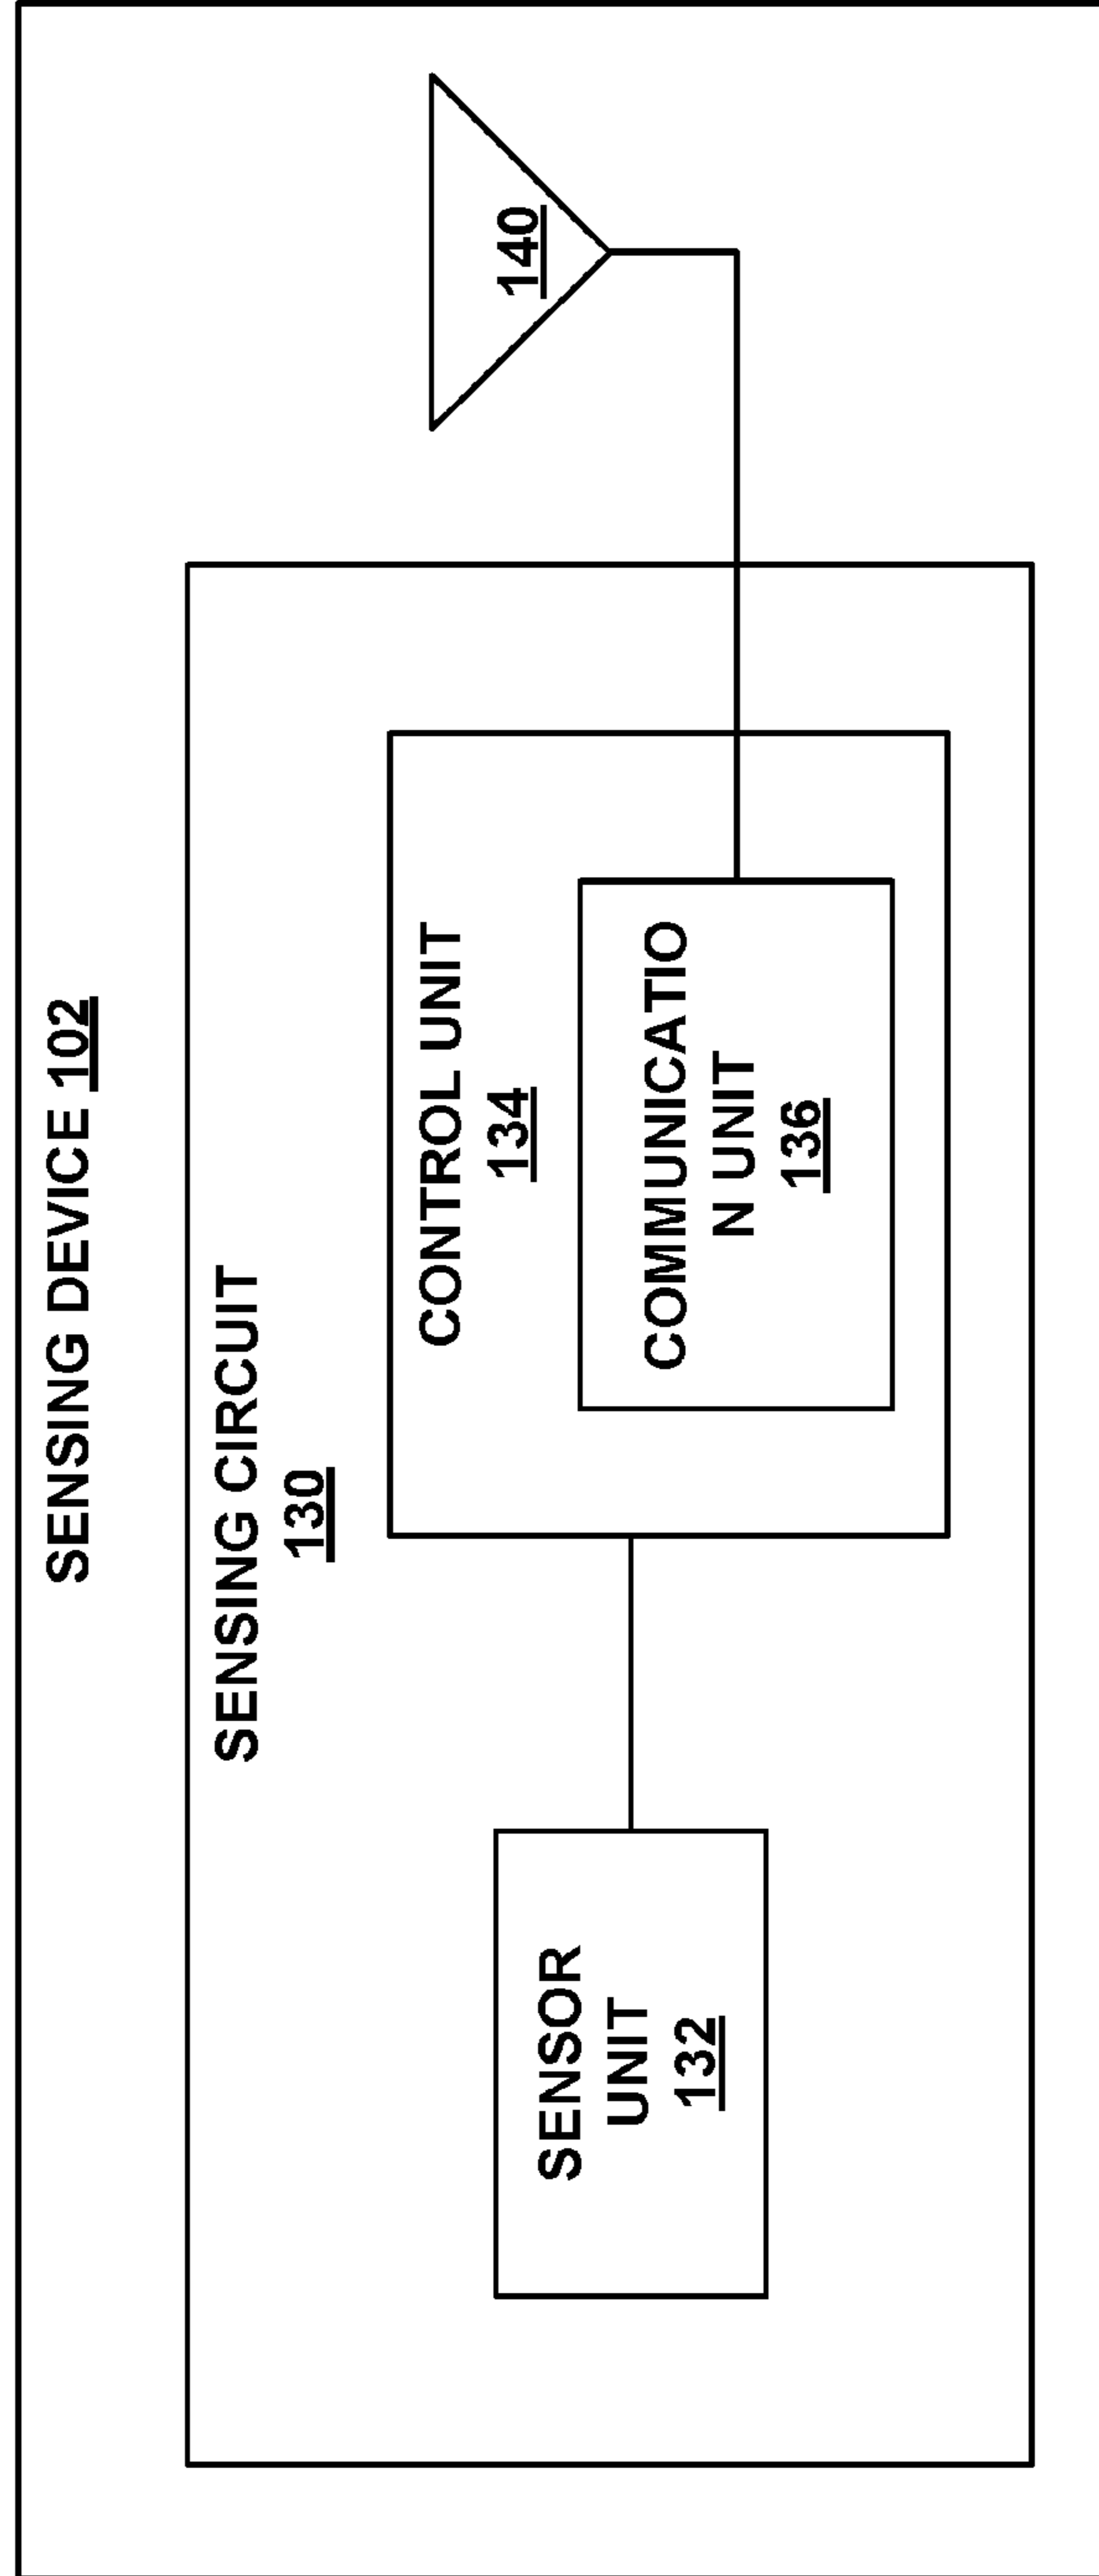 SENSING DEVICE 102
SENSING CIRCUIT
130
SENSOR
UNIT
132
CONTROL UNIT
134
COMMUNICATIO
N UNIT
136
140